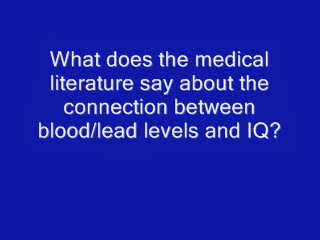 What does the medical
literature say about the
connection between
blood/lead levels and IQ?